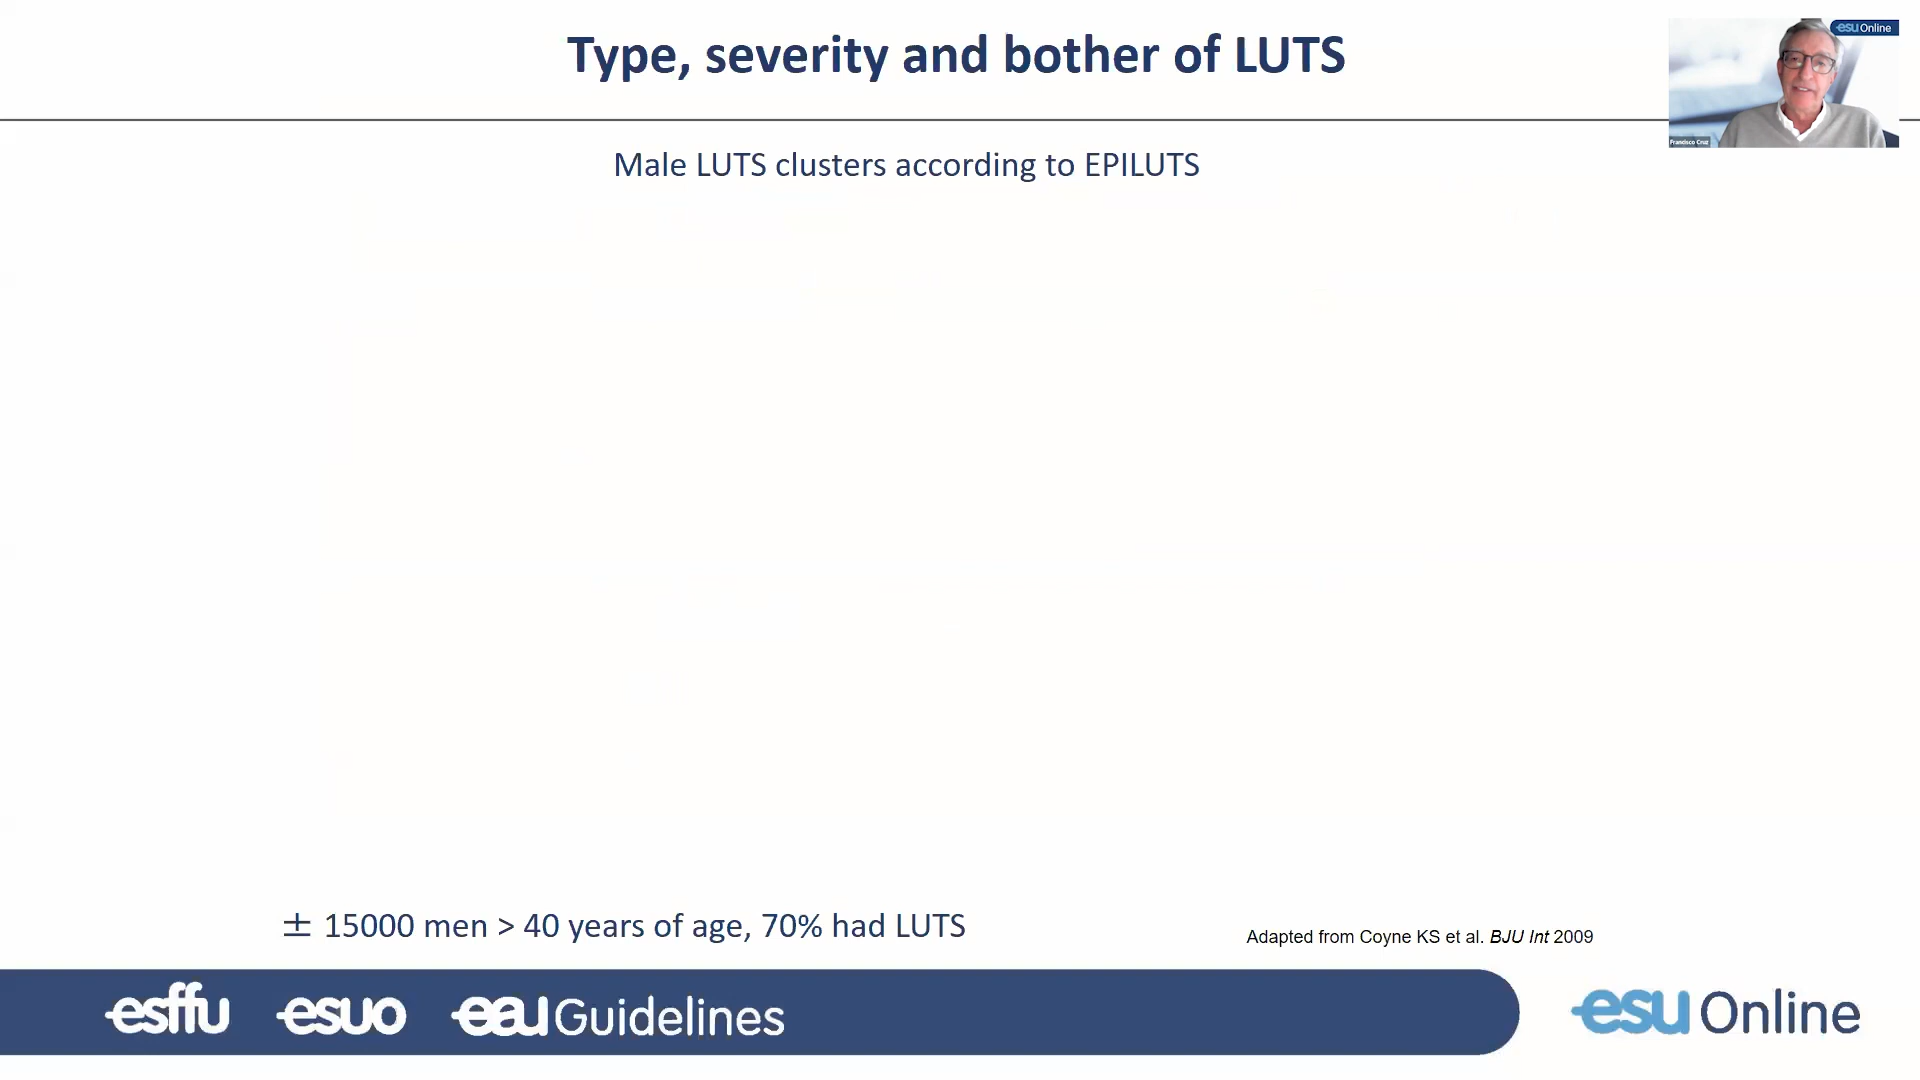 Type, severity and bother of LUTS
esu Online
Francisco Cruz
Male LUTS clusters according to EPILUTS
± 15000 men > 40 years of age, 70% had LUTS
Adapted from Coyne KS et al. BJU Int 2009
esffu esuo eau Guidelines
esu Online